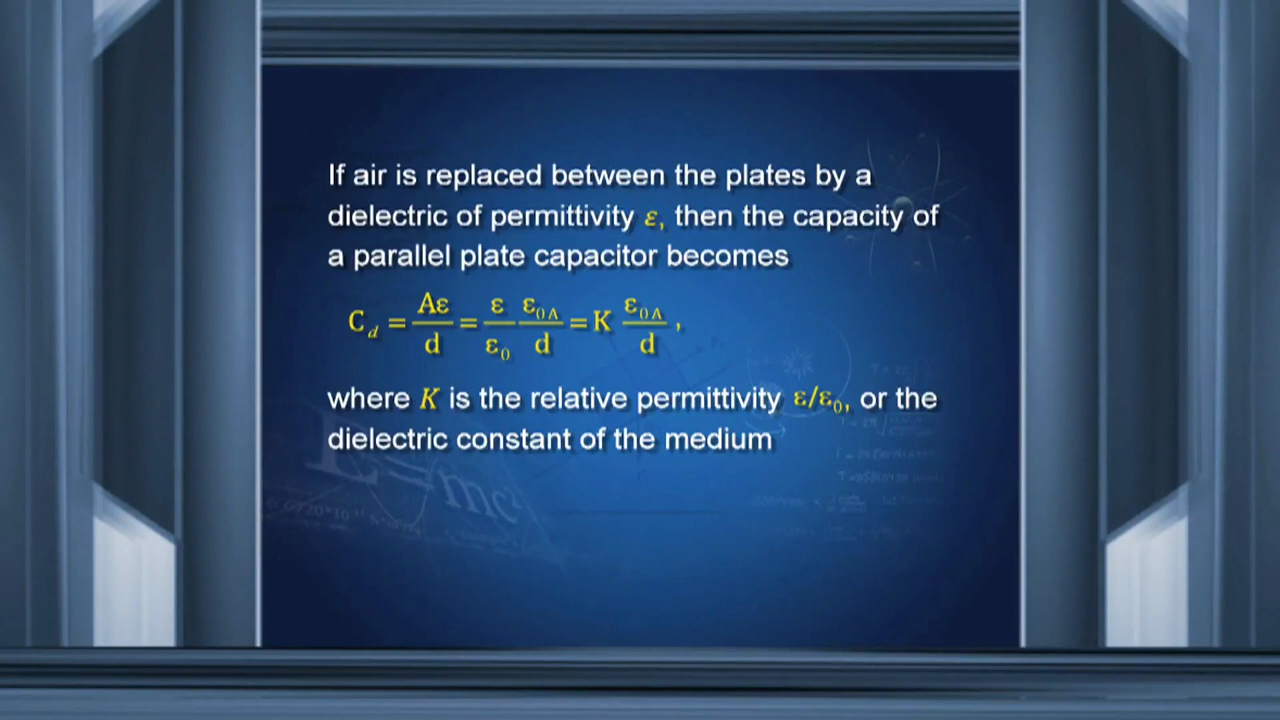 If air is replaced between the plates by a
dielectric of permittivity ε, then the capacity of
a parallel plate capacitor becomes
C_d = Aε/d = ε/ε₀ ε₀A/d = K ε₀A/d ,
where K is the relative permittivity ε/ε₀, or the
dielectric constant of the medium
E=mc²